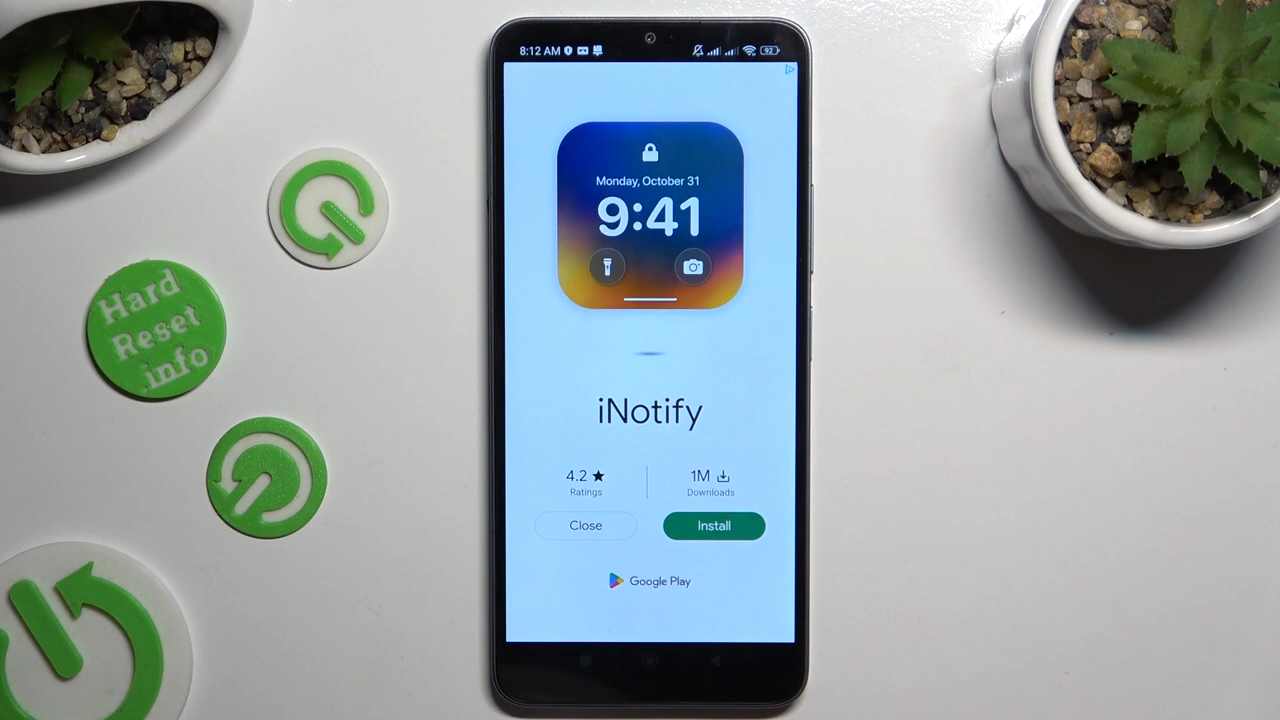 8:12 AM
92
Monday, October 31
9:41
iNotify
4.2 ★
Ratings
1M
Downloads
Close
Install
Google Play
Hard
Reset
.info